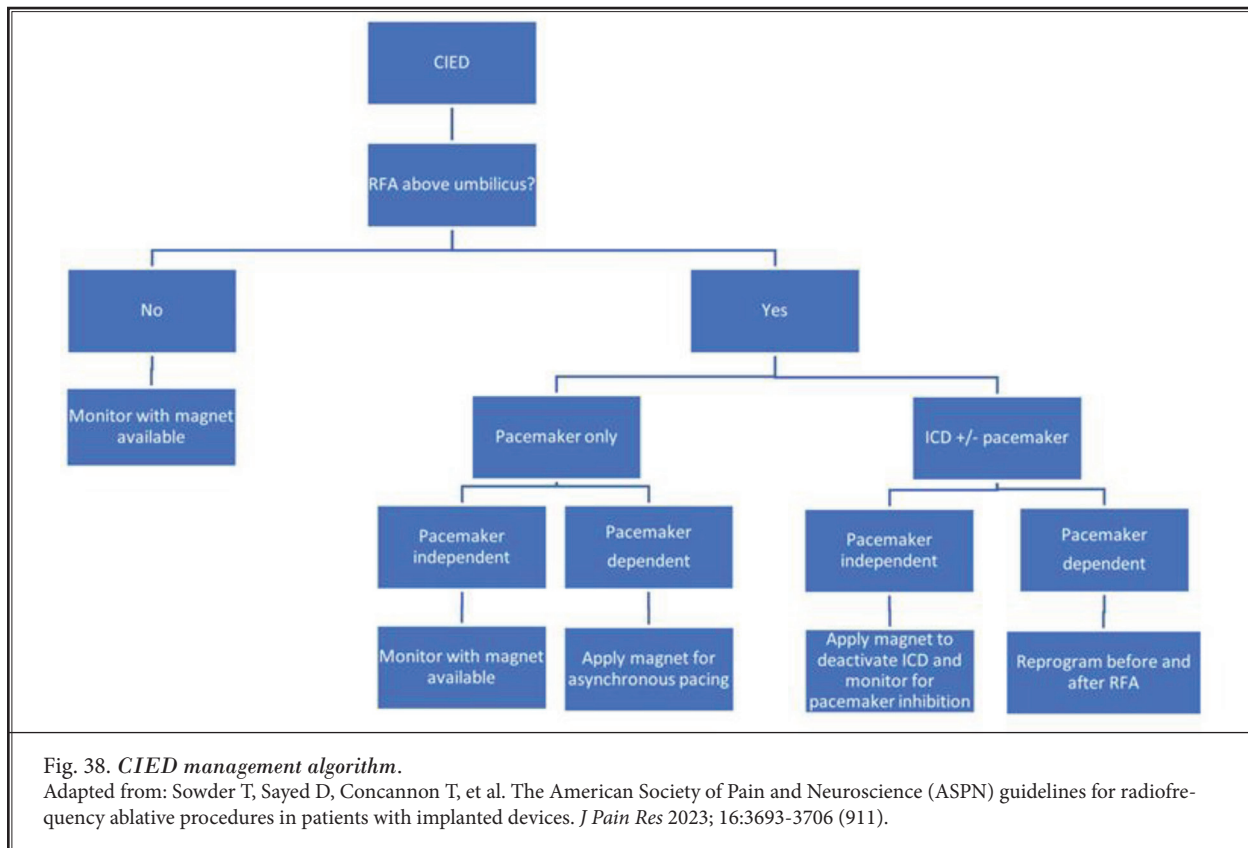 CIED
RFA above umbilicus?
No
Yes
Monitor with magnet
available
Pacemaker only
ICD +/- pacemaker
Pacemaker
independent
Pacemaker
dependent
Pacemaker
independent
Pacemaker
dependent
Monitor with magnet
available
Apply magnet for
asynchronous pacing
Apply magnet to
deactivate ICD and
monitor for
pacemaker inhibition
Reprogram before and
after RFA
Fig. 38. CIED management algorithm.
Adapted from: Sowder T, Sayed D, Concannon T, et al. The American Society of Pain and Neuroscience (ASPN) guidelines for radiofre-
quency ablative procedures in patients with implanted devices. J Pain Res 2023; 16:3693-3706 (911).